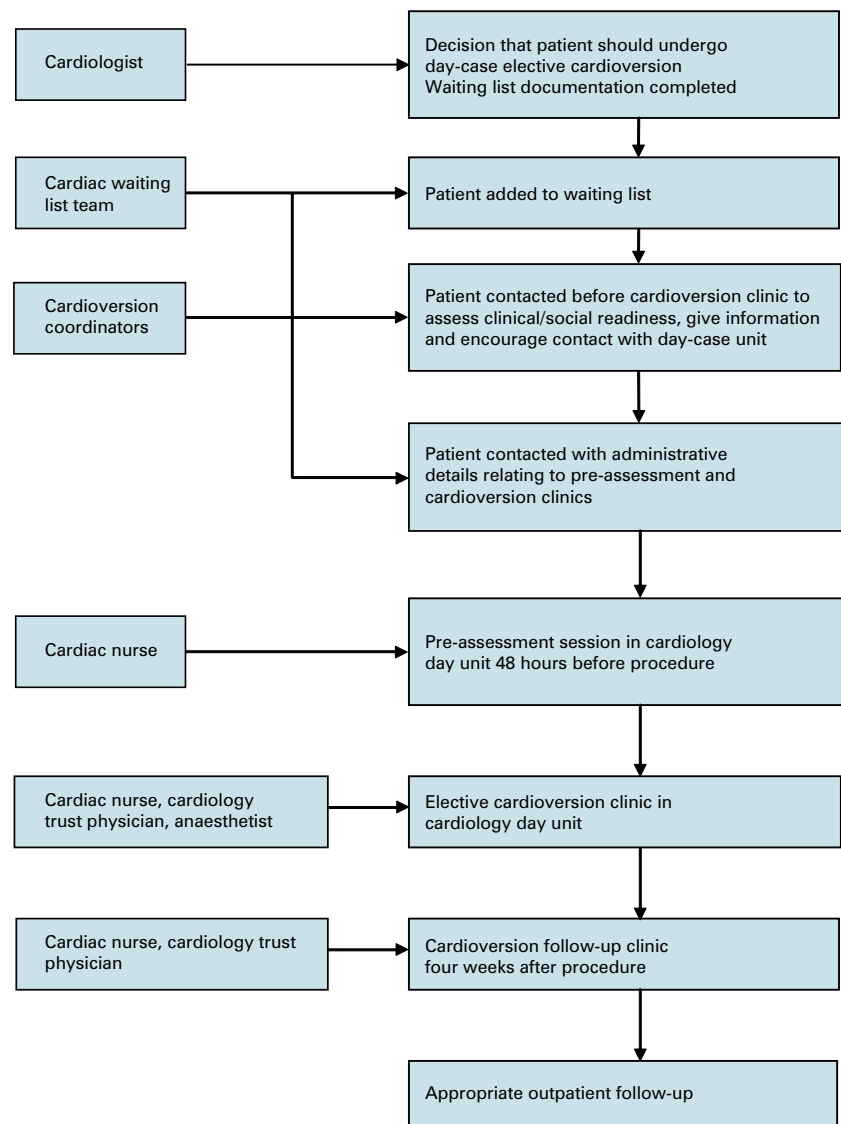 Cardiologist
Decision that patient should undergo
day-case elective cardioversion
Waiting list documentation completed
Cardiac waiting
list team
Patient added to waiting list
Cardioversion
coordinators
Patient contacted before cardioversion clinic to
assess clinical/social readiness, give information
and encourage contact with day-case unit
Patient contacted with administrative
details relating to pre-assessment and
cardioversion clinics
Cardiac nurse
Pre-assessment session in cardiology
day unit 48 hours before procedure
Cardiac nurse, cardiology
trust physician, anaesthetist
Elective cardioversion clinic in
cardiology day unit
Cardiac nurse, cardiology trust
physician
Cardioversion follow-up clinic
four weeks after procedure
Appropriate outpatient follow-up